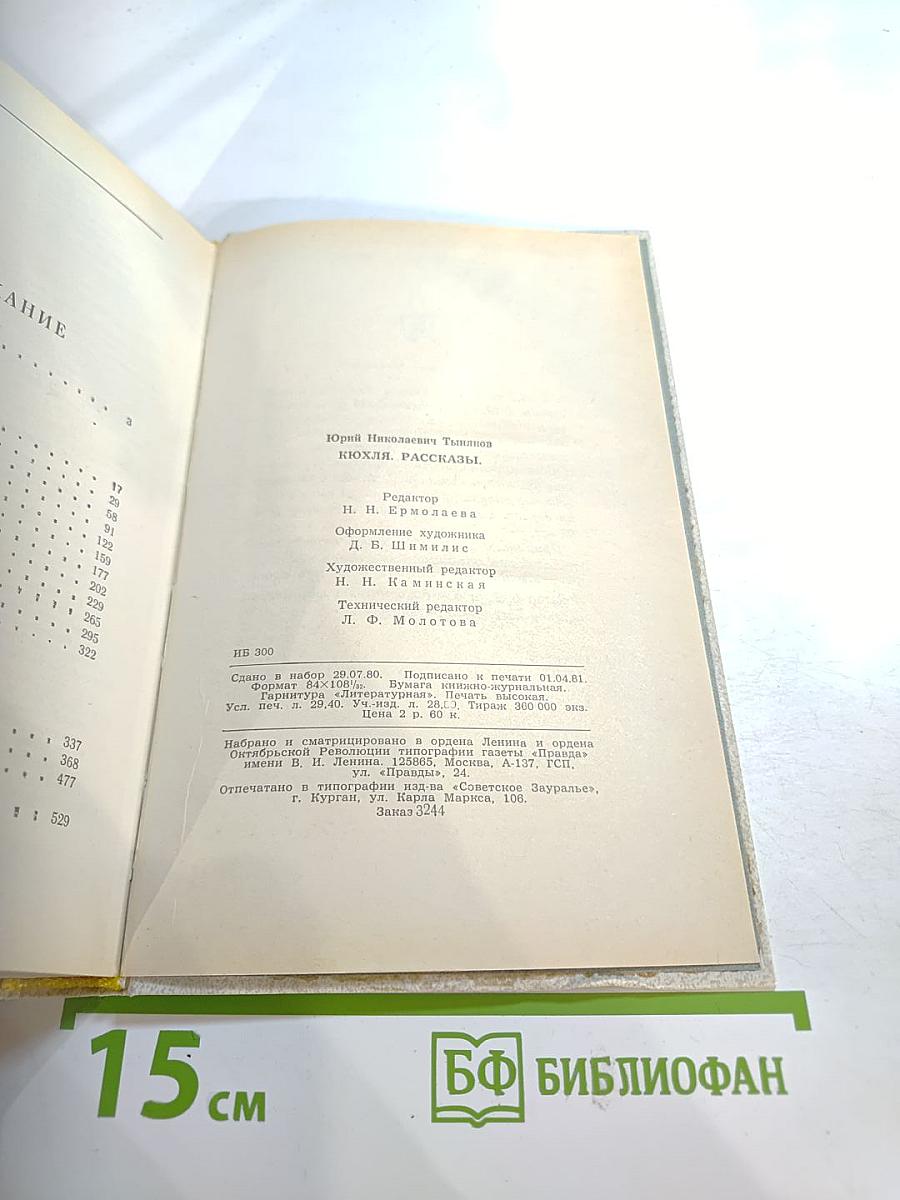 АНИЕ
3
17
29
58
91
122
159
177
202
229
265
295
322
337
368
477
529
Юрий Николаевич Тынянов
КЮХЛЯ. РАССКАЗЫ.
Редактор
Н. Н. Ермолаева
Оформление художника
Д. Б. Шимилис
Художественный редактор
Н. Н. Каминская
Технический редактор
Л. Ф. Молотова
ИБ 300
Сдано в набор 29.07.80. Подписано к печати 01.04.81.
Формат 84×108¹/₃₂. Бумага книжно-журнальная.
Гарнитура «Литературная». Печать высокая.
Усл. печ. л. 29,40. Уч.-изд. л. Тираж 360 000 экз.
Цена 2 р. 60 к.
Набрано и сматрицировано в ордена Ленина и ордена
Октябрьской Революции типографии газеты «Правда»
имени В. И. Ленина. 125865, Москва, А-137, ГСП,
ул. «Правды», 24.
Отпечатано в типографии изд-ва «Советское Зауралье»,
г. Курган, ул. Карла Маркса, 106.
Заказ 3244
15 см
БФ БИБЛИОФАН